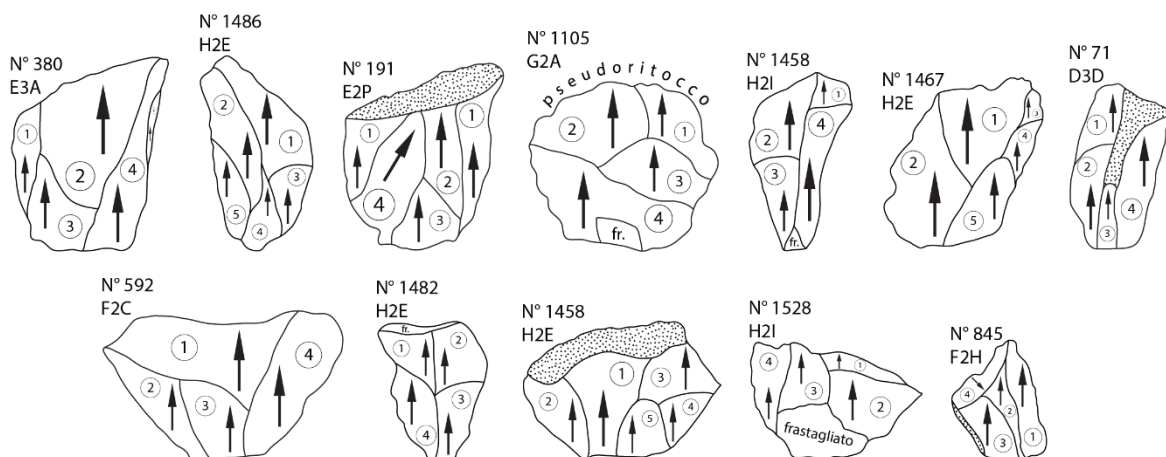 N° 380
E3A
1
2
3
4
N° 1486
H2E
2
1
3
5
4
N° 191
E2P
1
1
2
4
3
N° 1105
G2A
pseudoritocco
2
1
3
4
fr.
N° 1458
H2I
1
4
2
3
fr.
N° 1467
H2E
1
3
4
2
5
N° 71
D3D
1
2
4
3
N° 592
F2C
1
4
2
3
N° 1482
H2E
fr.
1
2
3
4
N° 1458
H2E
1
3
2
4
5
N° 1528
H2I
4
1
3
2
frastagliato
N° 845
F2H
4
2
1
3